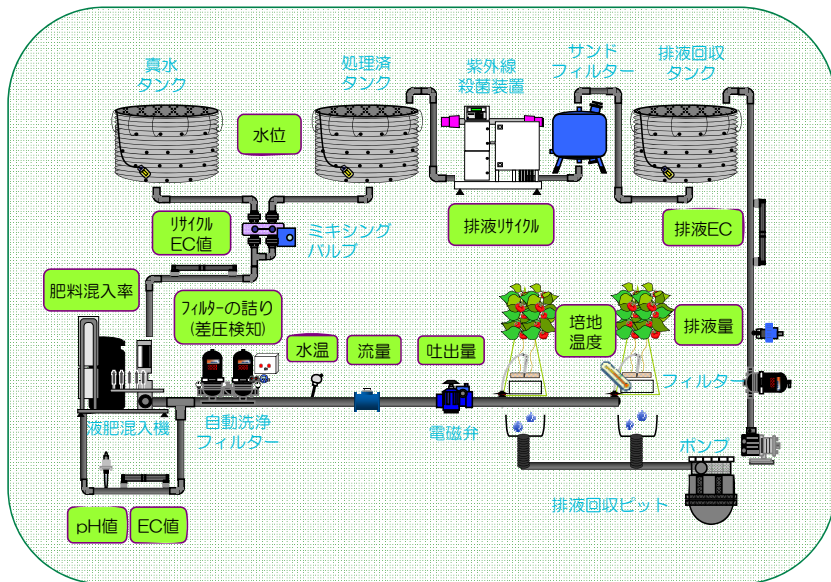 真水
タンク
処理済
タンク
紫外線
殺菌装置
サンド
フィルター
排液回収
タンク
水位
リサイクル
EC値
ミキシング
バルブ
排液リサイクル
排液EC
肥料混入率
フィルターの詰り
(差圧検知)
水温
流量
吐出量
培地
温度
排液量
フィルター
液肥混入機
自動洗浄
フィルター
電磁弁
ポンプ
排液回収ピット
pH値
EC値